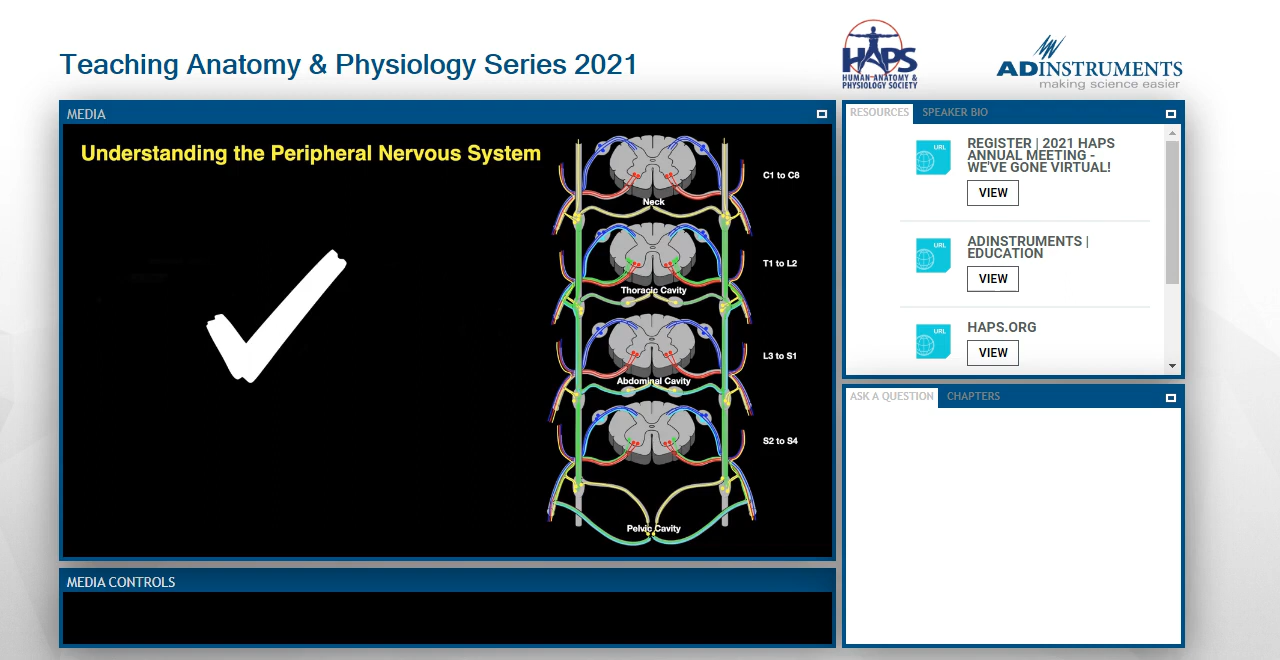 Teaching Anatomy & Physiology Series 2021
HAPS
HUMAN ANATOMY &
PHYSIOLOGY SOCIETY
ADINSTRUMENTS
making science easier
MEDIA
Understanding the Peripheral Nervous System
C1 to C8
Neck
T1 to L2
Thoracic Cavity
L3 to S1
Abdominal Cavity
S2 to S4
Pelvic Cavity
MEDIA CONTROLS
RESOURCES
SPEAKER BIO
URL
REGISTER | 2021 HAPS
ANNUAL MEETING -
WE'VE GONE VIRTUAL!
VIEW
URL
ADINSTRUMENTS |
EDUCATION
VIEW
URL
HAPS.ORG
VIEW
ASK A QUESTION
CHAPTERS